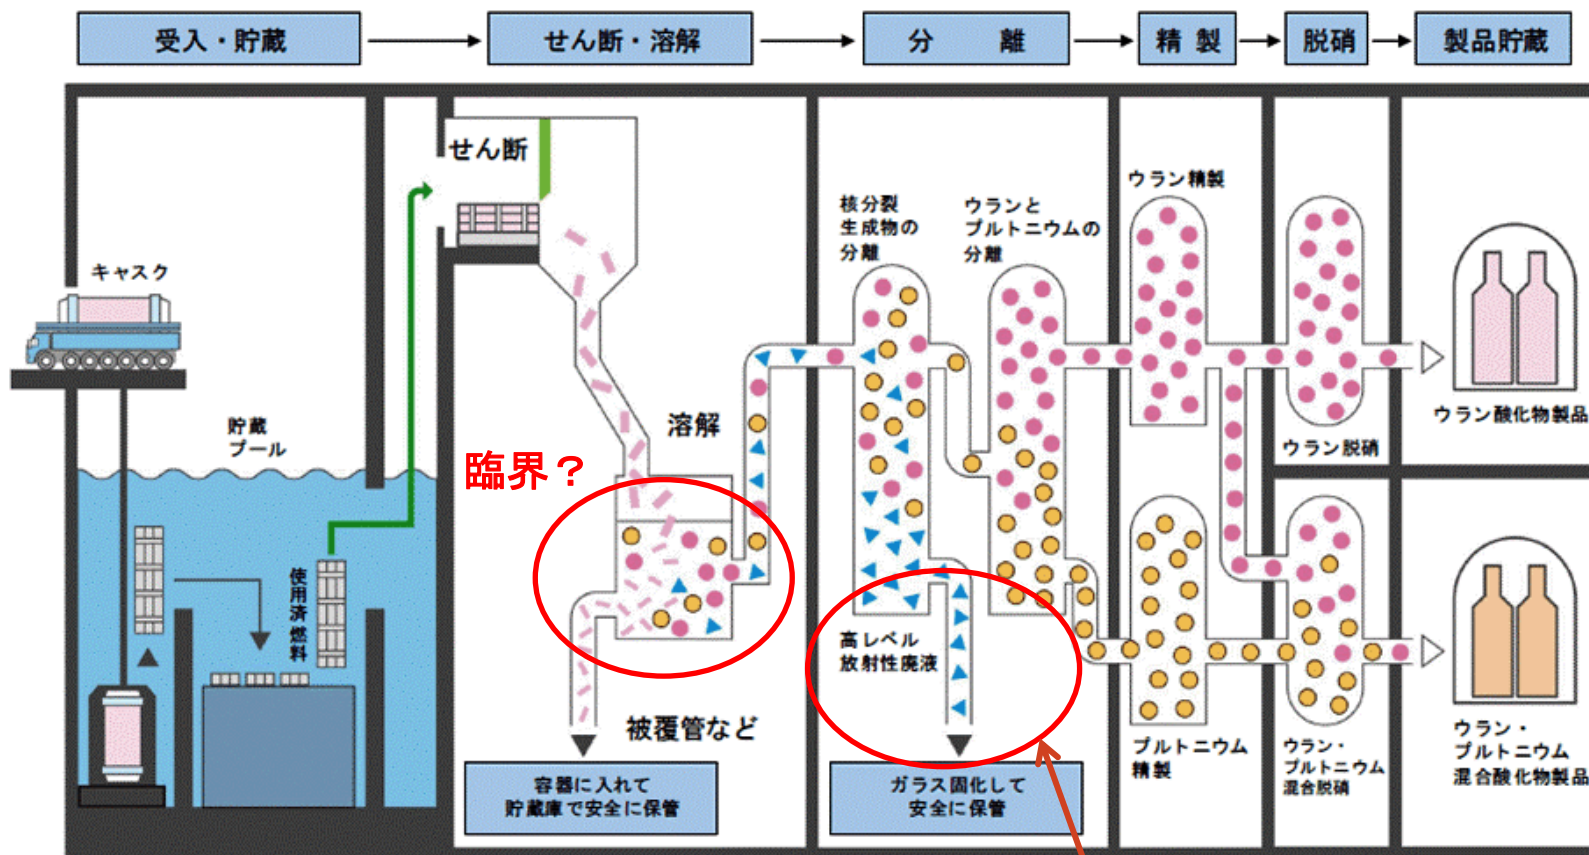 受入・貯蔵
せん断・溶解
分 離
精 製
脱硝
製品貯蔵
せん断
キャスク
貯蔵
プール
使用済燃料
臨界？
溶解
被覆管など
容器に入れて
貯蔵庫で安全に保管
核分裂
生成物の
分離
ウランと
プルトニウムの
分離
高レベル
放射性廃液
ガラス固化して
安全に保管
ウラン精製
プルトニウム
精製
ウラン脱硝
ウラン・
プルトニウム
混合脱硝
ウラン酸化物製品
ウラン・
プルトニウム
混合酸化物製品